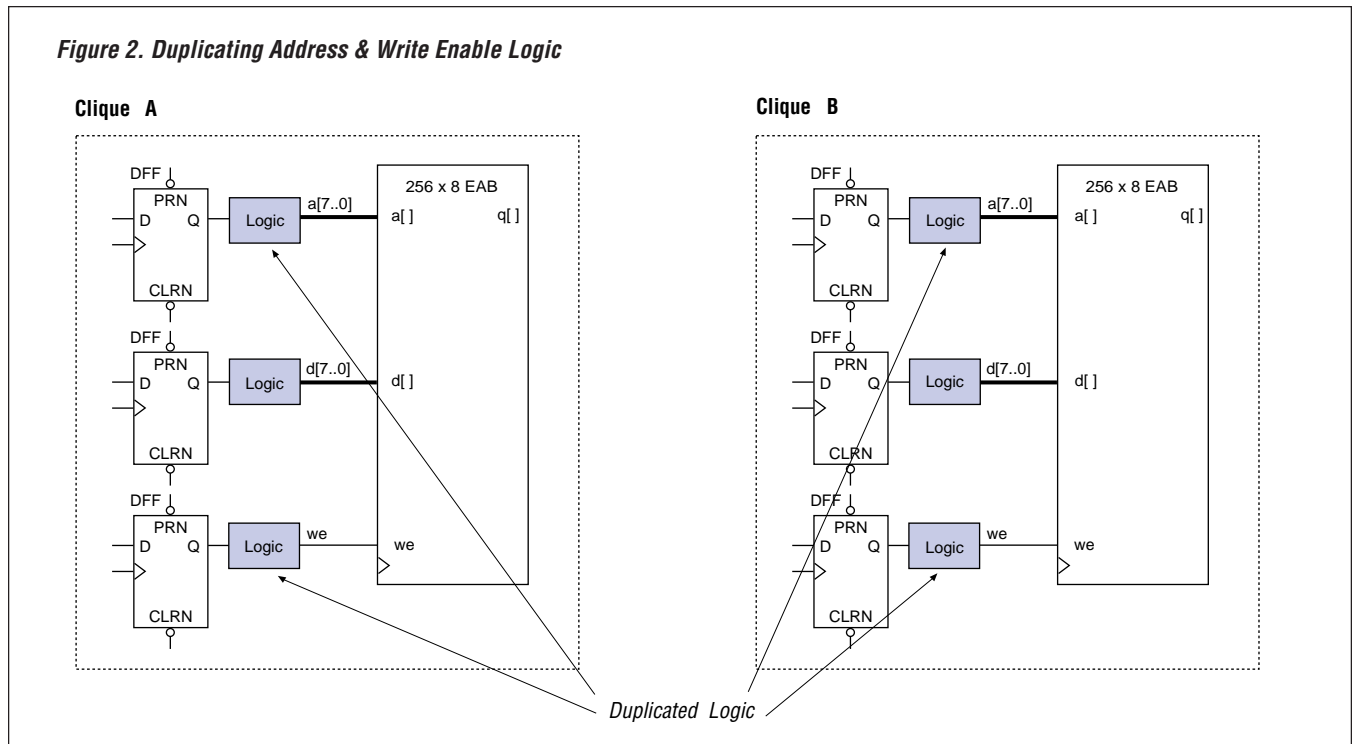 Figure 2. Duplicating Address & Write Enable Logic
Clique A
DFF
PRN
D Q
CLRN
Logic
a[7..0]
256 x 8 EAB
a[ ] q[ ]
DFF
PRN
D Q
CLRN
Logic
d[7..0]
d[ ]
DFF
PRN
D Q
CLRN
Logic
we
we
Clique B
DFF
PRN
D Q
CLRN
Logic
a[7..0]
256 x 8 EAB
a[ ] q[ ]
DFF
PRN
D Q
CLRN
Logic
d[7..0]
d[ ]
DFF
PRN
D Q
CLRN
Logic
we
we
Duplicated Logic